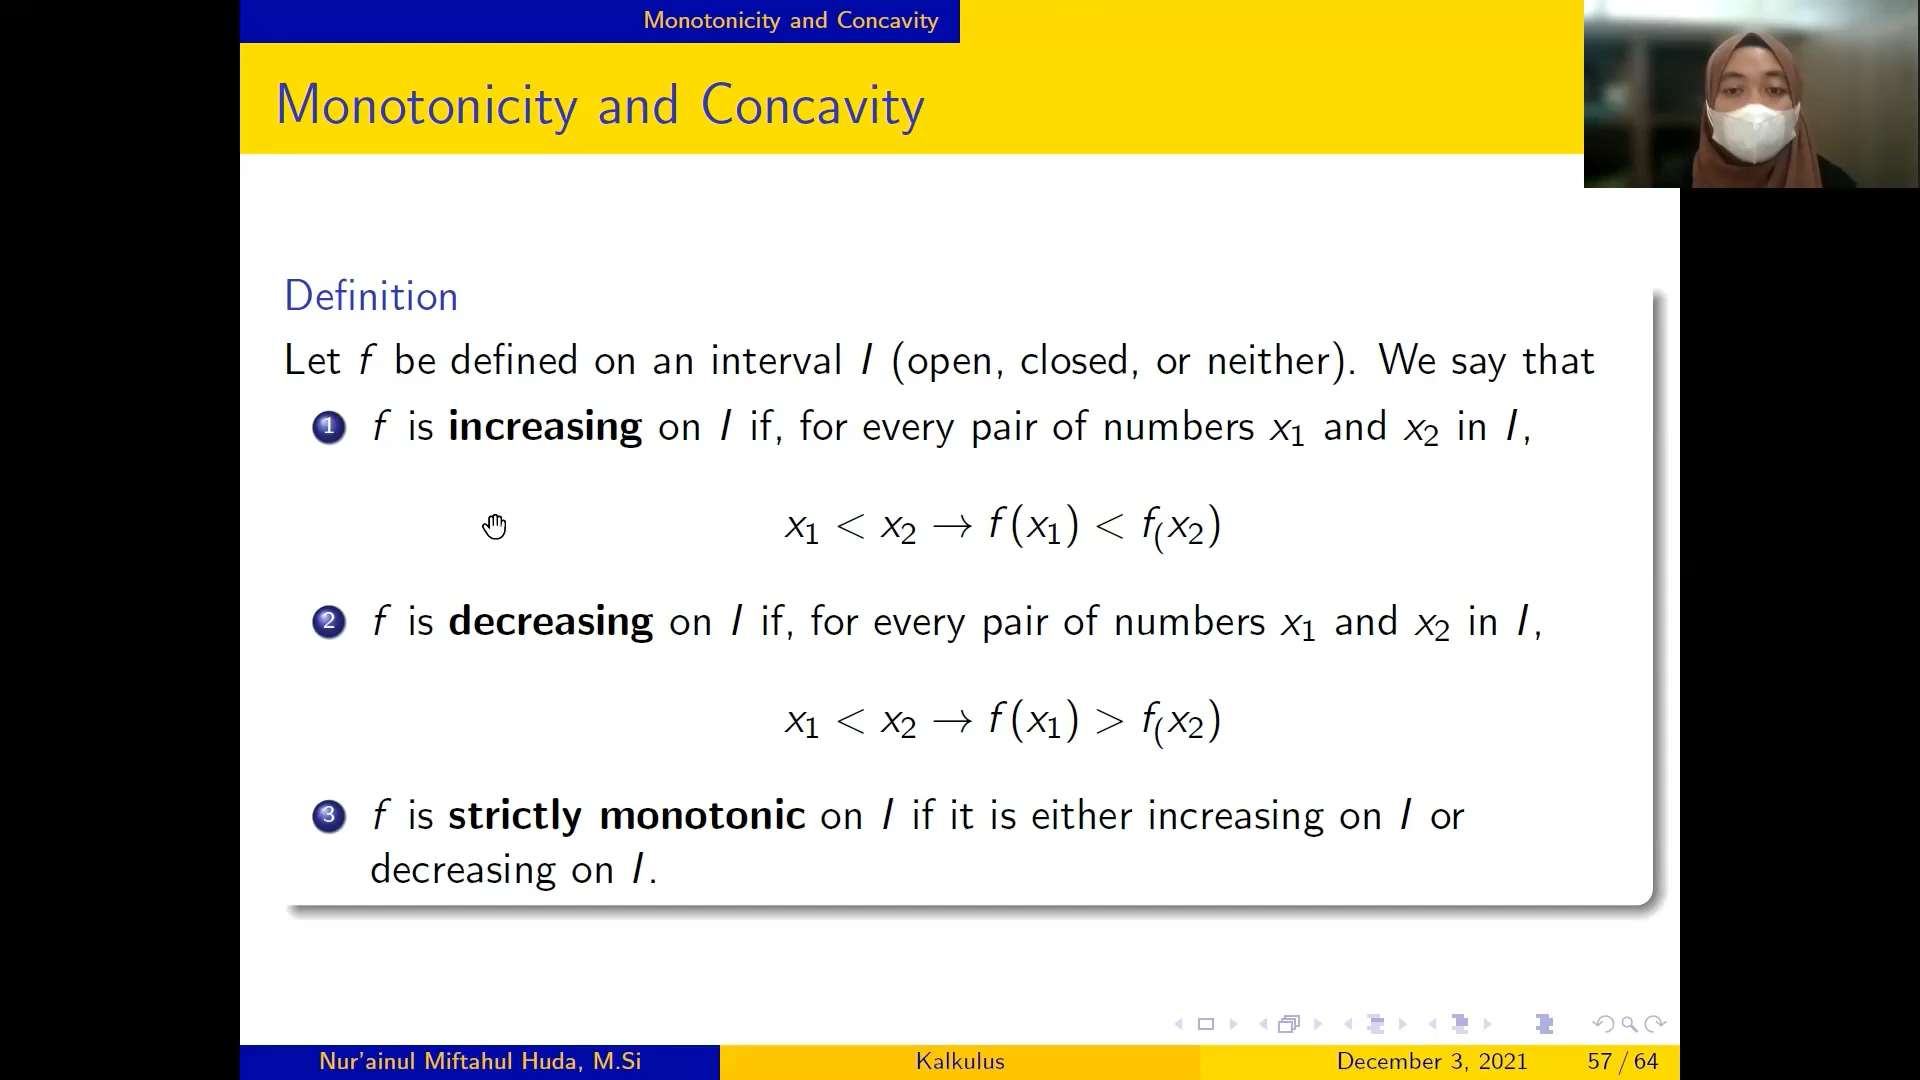 Monotonicity and Concavity
Monotonicity and Concavity
Definition
Let f be defined on an interval I (open, closed, or neither). We say that
1 f is increasing on I if, for every pair of numbers x₁ and x₂ in I,
x₁ < x₂ → f(x₁) < f₍x₂)
2 f is decreasing on I if, for every pair of numbers x₁ and x₂ in I,
x₁ < x₂ → f(x₁) > f₍x₂)
3 f is strictly monotonic on I if it is either increasing on I or
decreasing on I.
Nur'ainul Miftahul Huda, M.Si Kalkulus December 3, 2021 57 / 64